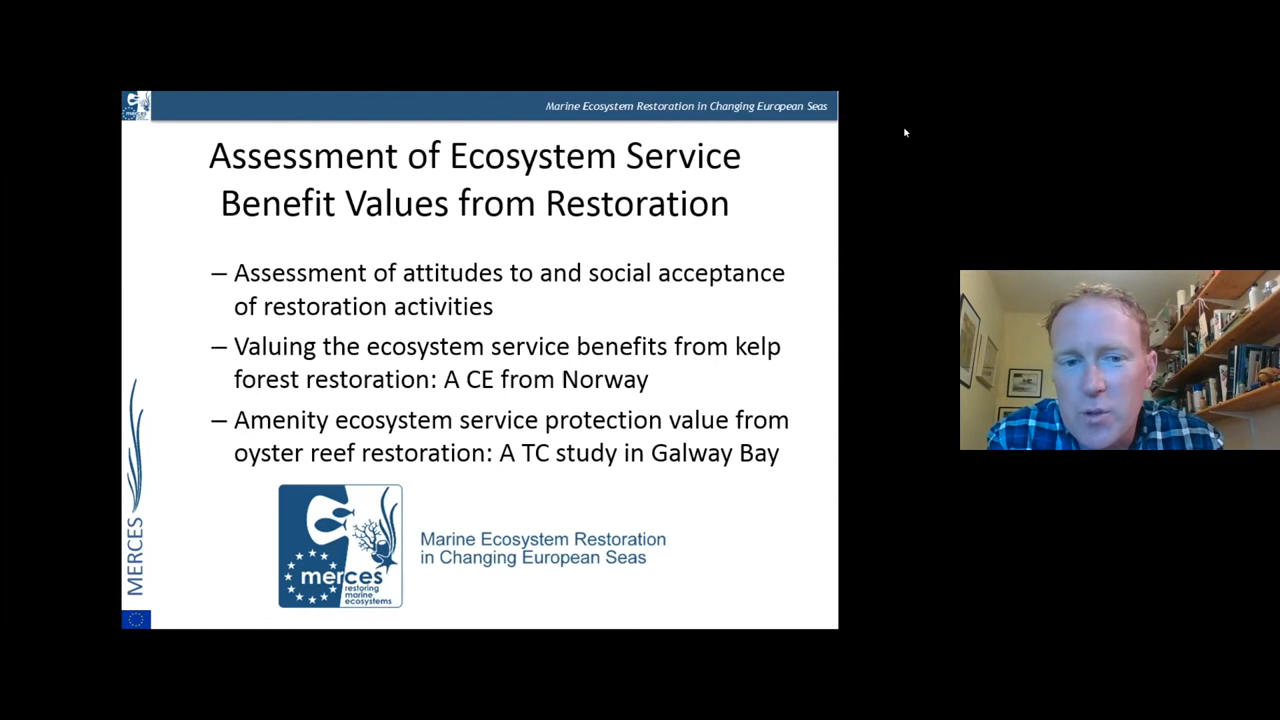 Marine Ecosystem Restoration in Changing European Seas
Assessment of Ecosystem Service
Benefit Values from Restoration
– Assessment of attitudes to and social acceptance
of restoration activities
– Valuing the ecosystem service benefits from kelp
forest restoration: A CE from Norway
– Amenity ecosystem service protection value from
oyster reef restoration: A TC study in Galway Bay
MERCES
merces
restoring
marine
ecosystems
Marine Ecosystem Restoration
in Changing European Seas